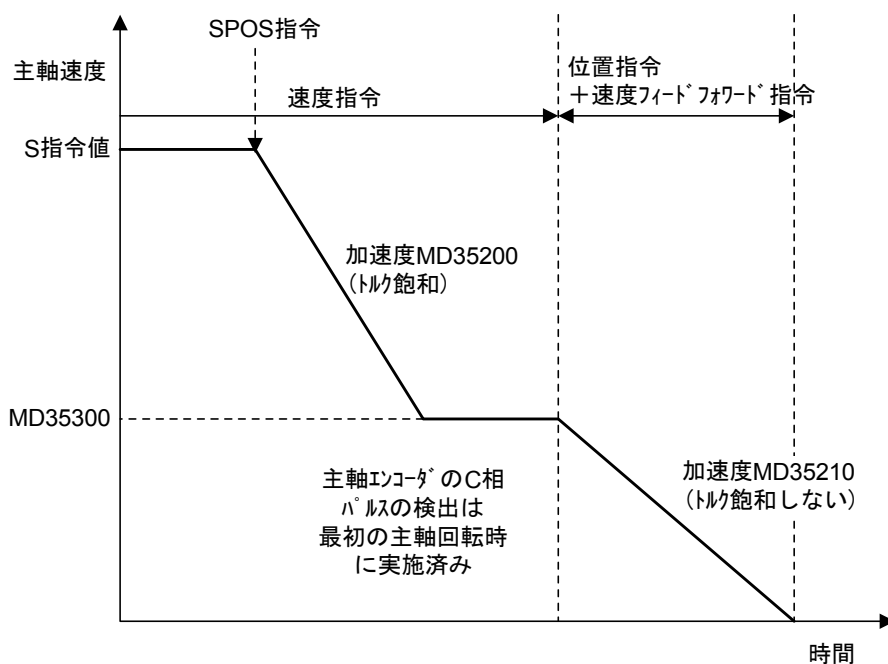 SPOS指令
主軸速度
位置指令
＋速度ﾌｨｰﾄﾞﾌｫﾜｰﾄﾞ指令
速度指令
S指令値
加速度MD35200
（ﾄﾙｸ飽和）
MD35300
主軸ｴﾝｺｰﾀﾞのC相
ﾊﾟﾙｽの検出は
最初の主軸回転時
に実施済み
加速度MD35210
（ﾄﾙｸ飽和しない）
時間